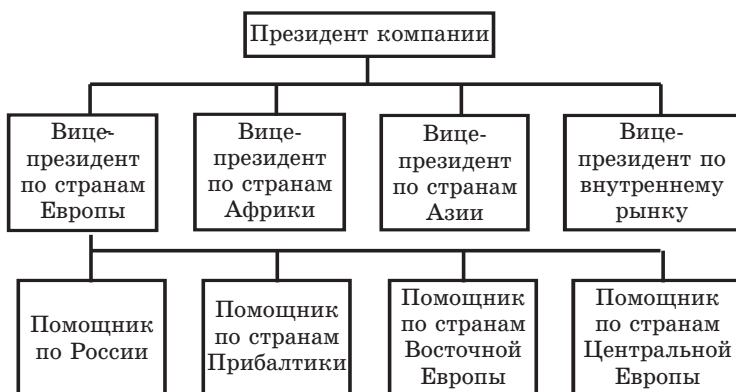 Президент компании
Вице-
президент
по странам
Европы
Вице-
президент
по странам
Африки
Вице-
президент
по странам
Азии
Вице-
президент по
внутреннему
рынку
Помощник
по России
Помощник
по странам
Прибалтики
Помощник
по странам
Восточной
Европы
Помощник
по странам
Центральной
Европы